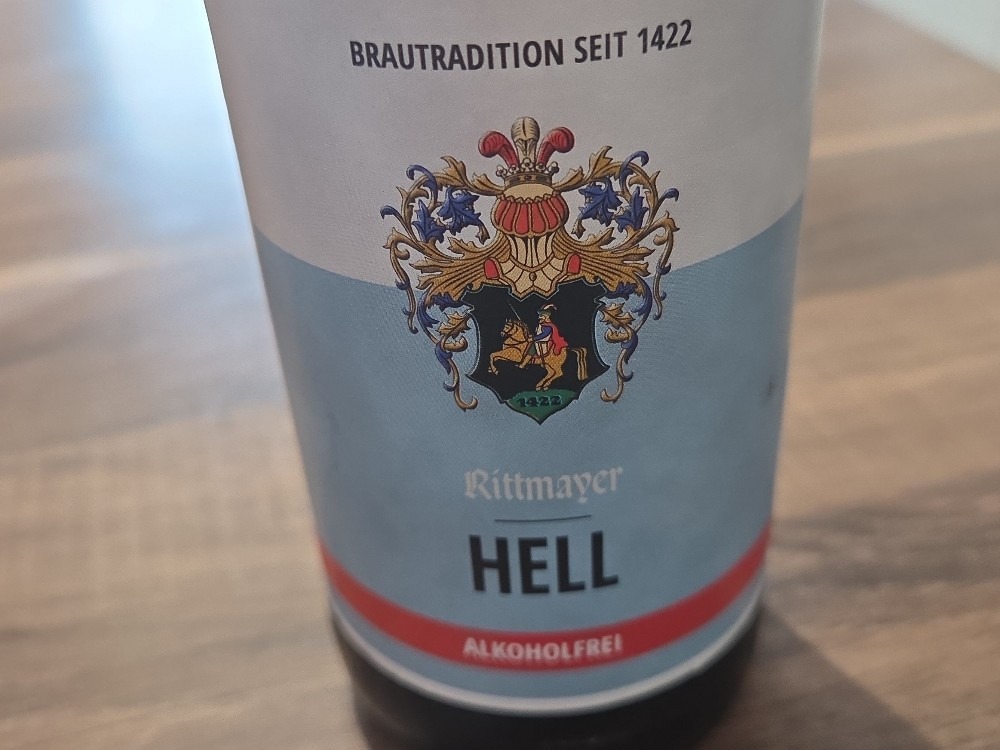 BRAUTRADITION SEIT 1422
1422
Rittmayer
HELL
ALKOHOLFREI